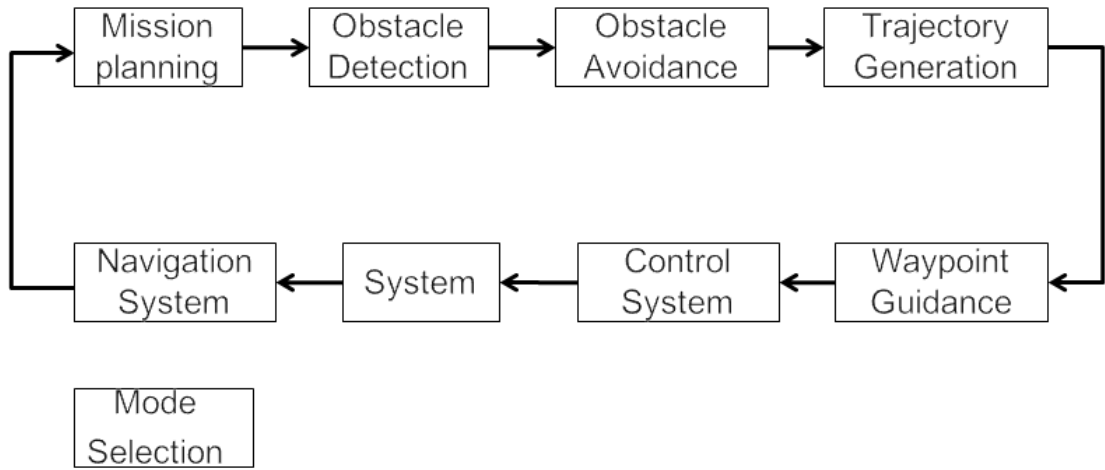 Mission
planning
Obstacle
Detection
Obstacle
Avoidance
Trajectory
Generation
Navigation
System
System
Control
System
Waypoint
Guidance
Mode
Selection